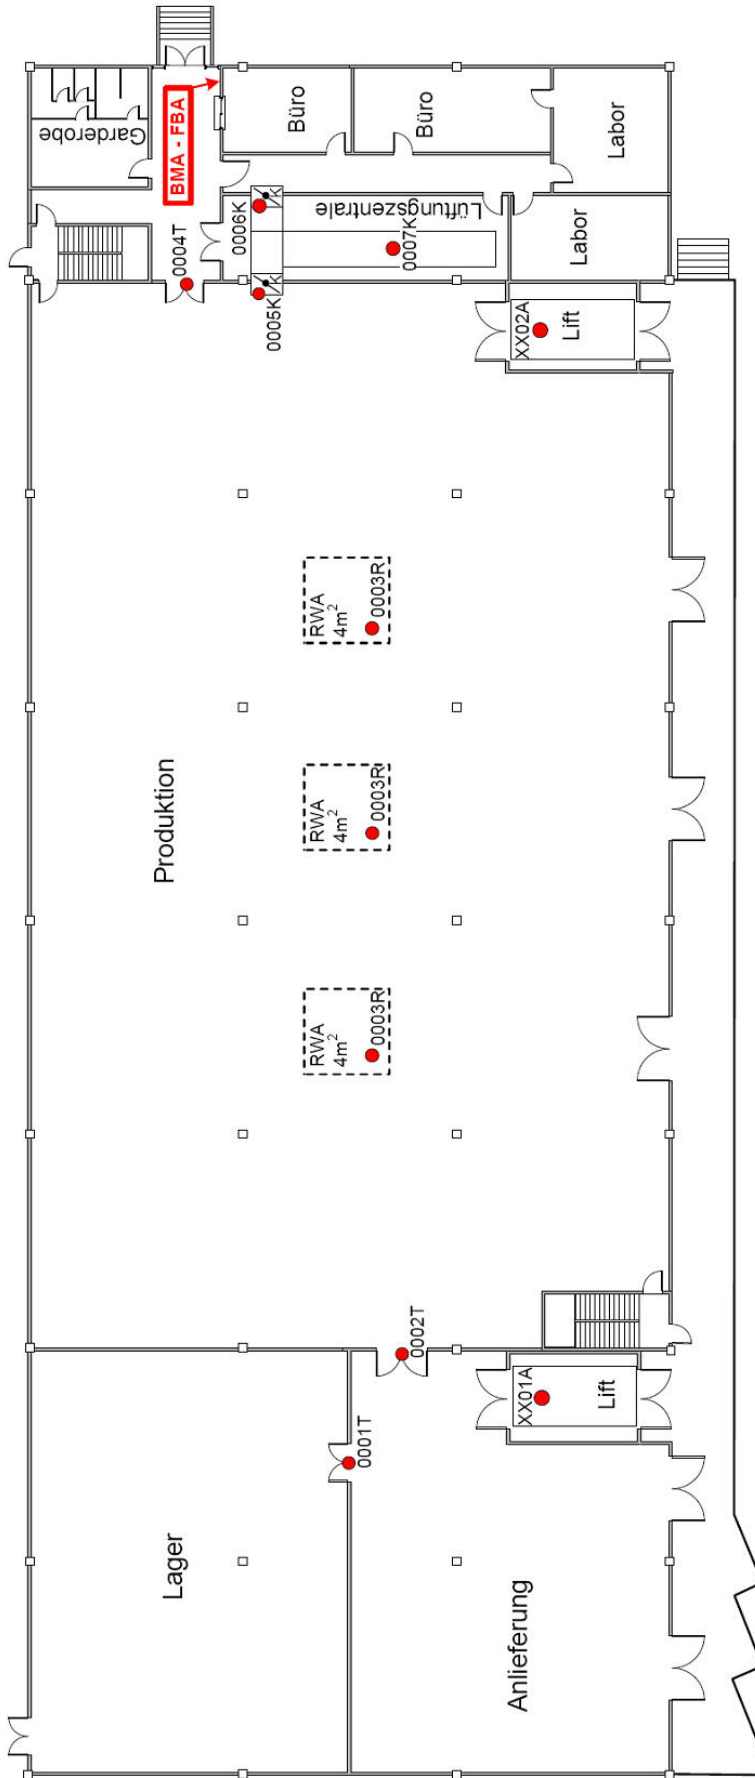 Garderobe
BMA - FBA
Büro
Büro
Labor
0004T
0006K
Lüftungszentrale
0007K
Labor
0005K
XX02A
Lift
RWA
4m²
0003R
Produktion
RWA
4m²
0003R
RWA
4m²
0003R
0002T
XX01A
Lift
0001T
Lager
Anlieferung